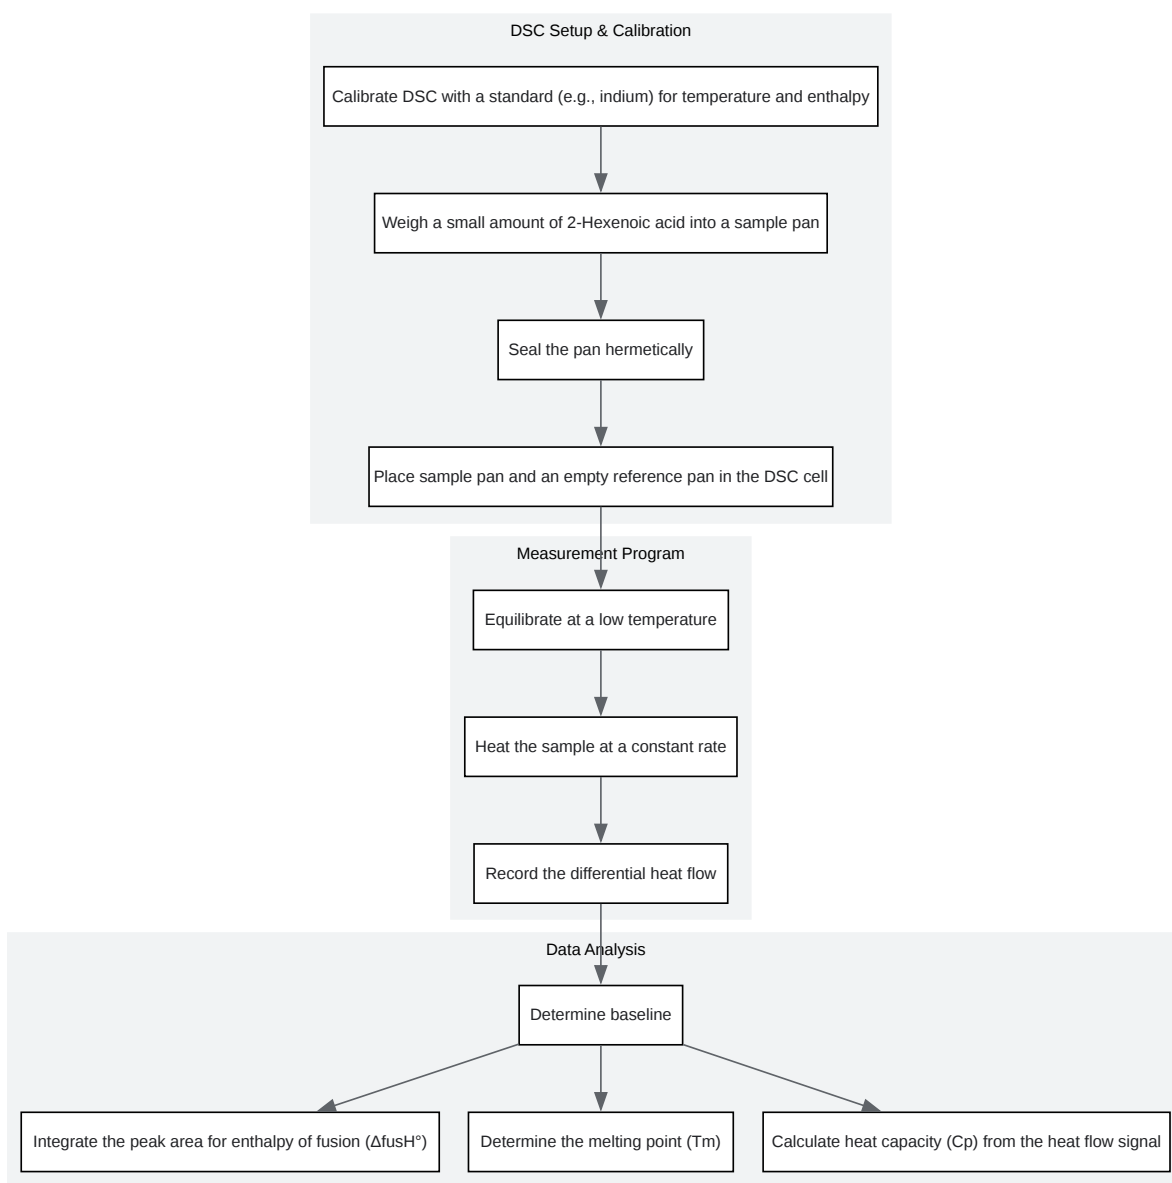 DSC Setup & Calibration
Calibrate DSC with a standard (e.g., indium) for temperature and enthalpy
Weigh a small amount of 2-Hexenoic acid into a sample pan
Seal the pan hermetically
Place sample pan and an empty reference pan in the DSC cell
Measurement Program
Equilibrate at a low temperature
Heat the sample at a constant rate
Record the differential heat flow
Data Analysis
Determine baseline
Integrate the peak area for enthalpy of fusion (ΔfusH°)
Determine the melting point (Tm)
Calculate heat capacity (Cp) from the heat flow signal